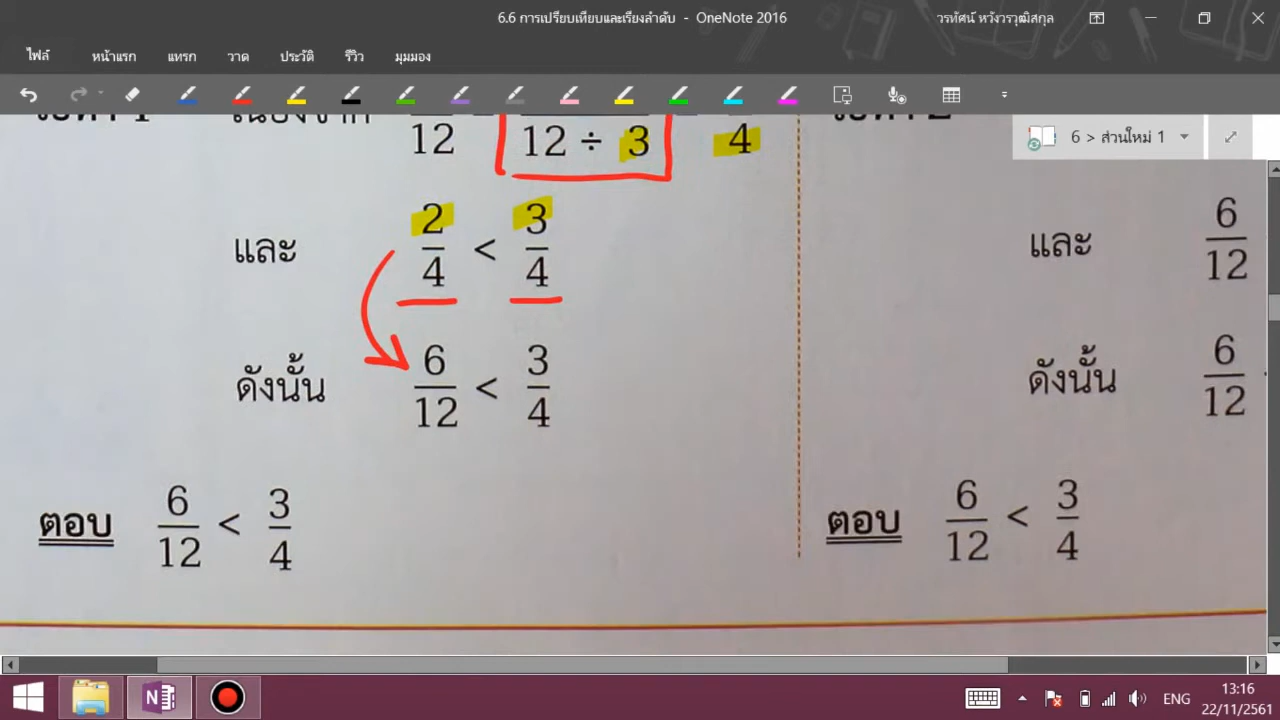 6.6 การเปรียบเทียบและเรียงลำดับ - OneNote 2016
วรทัศน์ หวังวรวุฒิสกุล
ไฟล์ หน้าแรก แทรก วาด ประวัติ รีวิว มุมมอง
6 > ส่วนใหม่ 1
12 12 ÷ 3 4
และ 2/4 < 3/4
ดังนั้น 6/12 < 3/4
ตอบ 6/12 < 3/4
และ 6/12
ดังนั้น 6/12
ตอบ 6/12 < 3/4
N
ENG
13:16
22/11/2561